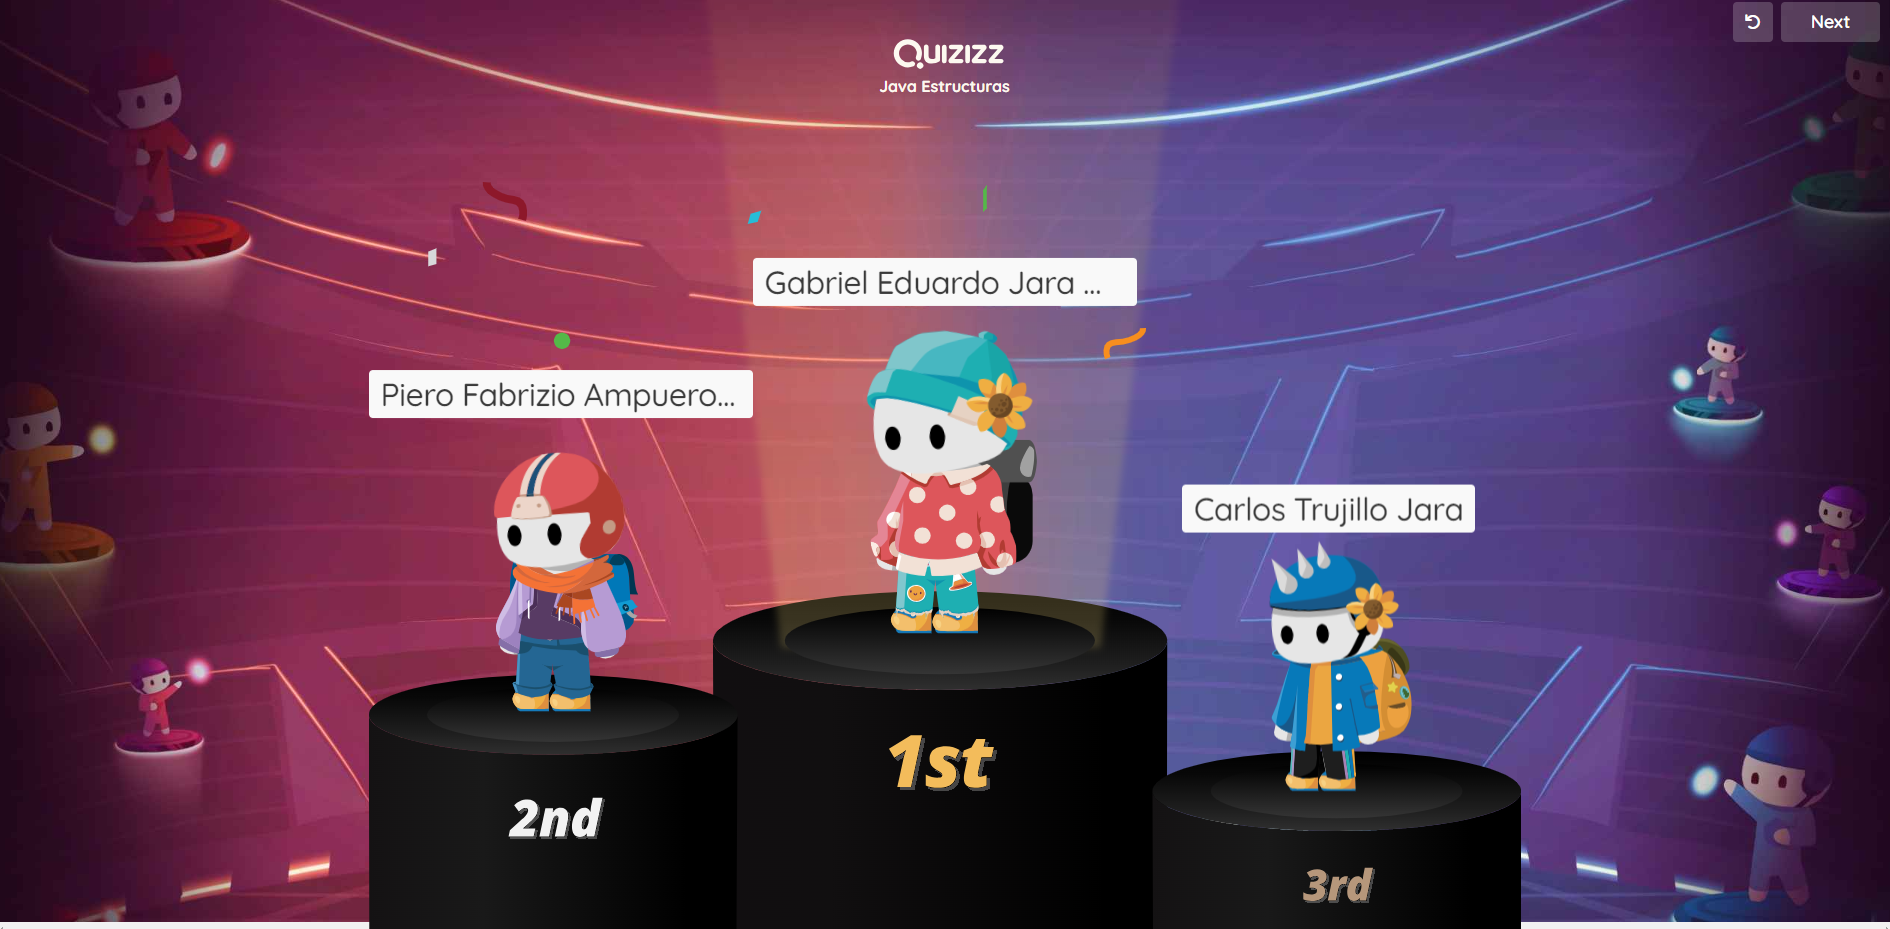 Next
Quizizz
Java Estructuras
Gabriel Eduardo Jara ...
Piero Fabrizio Ampuero...
Carlos Trujillo Jara
1st
2nd
3rd